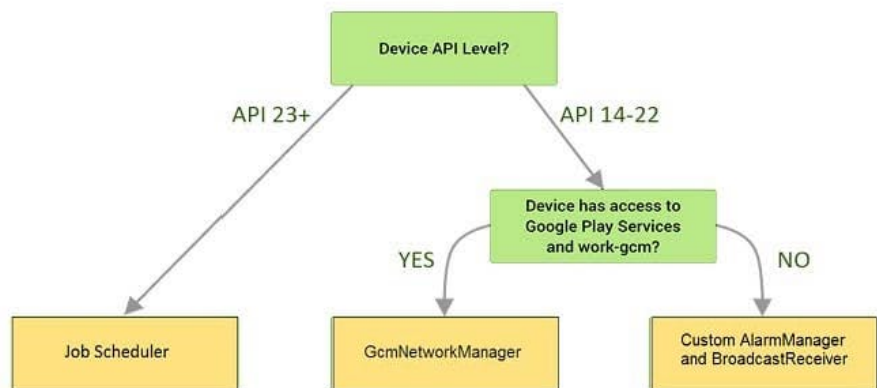 Device API Level?
API 23+
API 14-22
Device has access to
Google Play Services
and work-gcm?
YES
NO
Job Scheduler
GcmNetworkManager
Custom AlarmManager
and BroadcastReceiver